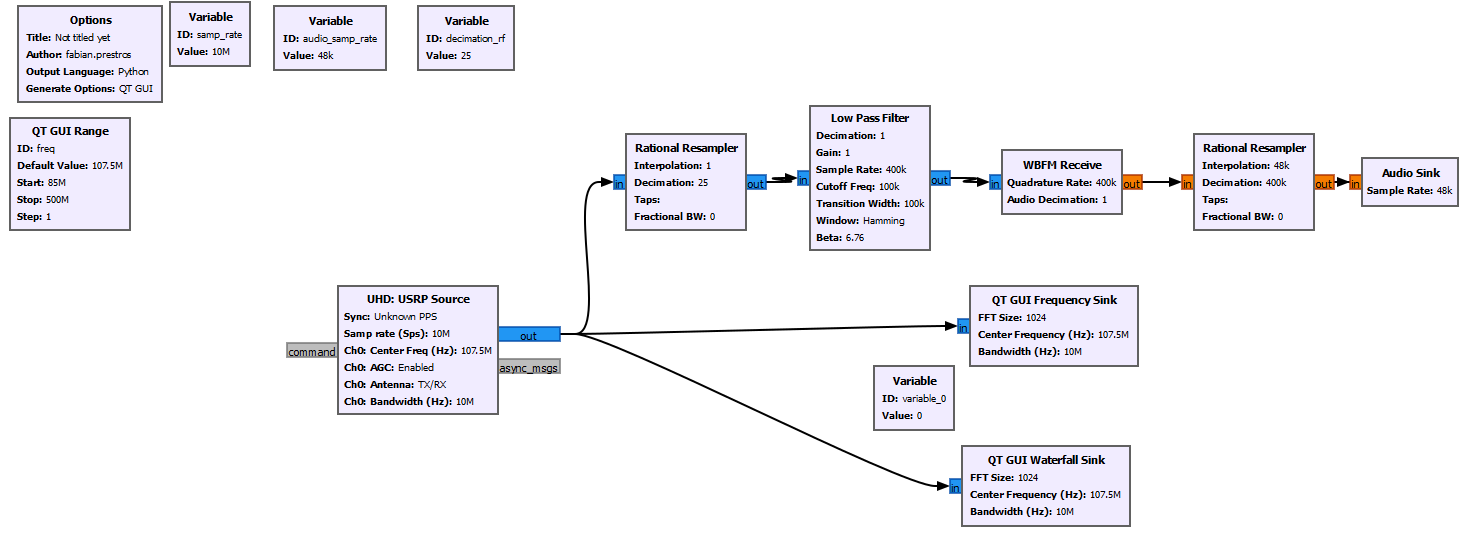 Options
Title: Not titled yet
Author: fabian.prestros
Output Language: Python
Generate Options: QT GUI
Variable
ID: samp_rate
Value: 10M
Variable
ID: audio_samp_rate
Value: 48k
Variable
ID: decimation_rf
Value: 25
QT GUI Range
ID: freq
Default Value: 107.5M
Start: 85M
Stop: 500M
Step: 1
Rational Resampler
Interpolation: 1
Decimation: 25
Taps:
Fractional BW: 0
in
out
Low Pass Filter
Decimation: 1
Gain: 1
Sample Rate: 400k
Cutoff Freq: 100k
Transition Width: 100k
Window: Hamming
Beta: 6.76
in
out
WBFM Receive
Quadrature Rate: 400k
Audio Decimation: 1
in
out
Rational Resampler
Interpolation: 48k
Decimation: 400k
Taps:
Fractional BW: 0
in
out
Audio Sink
Sample Rate: 48k
in
UHD: USRP Source
Sync: Unknown PPS
Samp rate (Sps): 10M
Ch0: Center Freq (Hz): 107.5M
Ch0: AGC: Enabled
Ch0: Antenna: TX/RX
Ch0: Bandwidth (Hz): 10M
command
out
async_msgs
QT GUI Frequency Sink
FFT Size: 1024
Center Frequency (Hz): 107.5M
Bandwidth (Hz): 10M
in
Variable
ID: variable_0
Value: 0
QT GUI Waterfall Sink
FFT Size: 1024
Center Frequency (Hz): 107.5M
Bandwidth (Hz): 10M
in